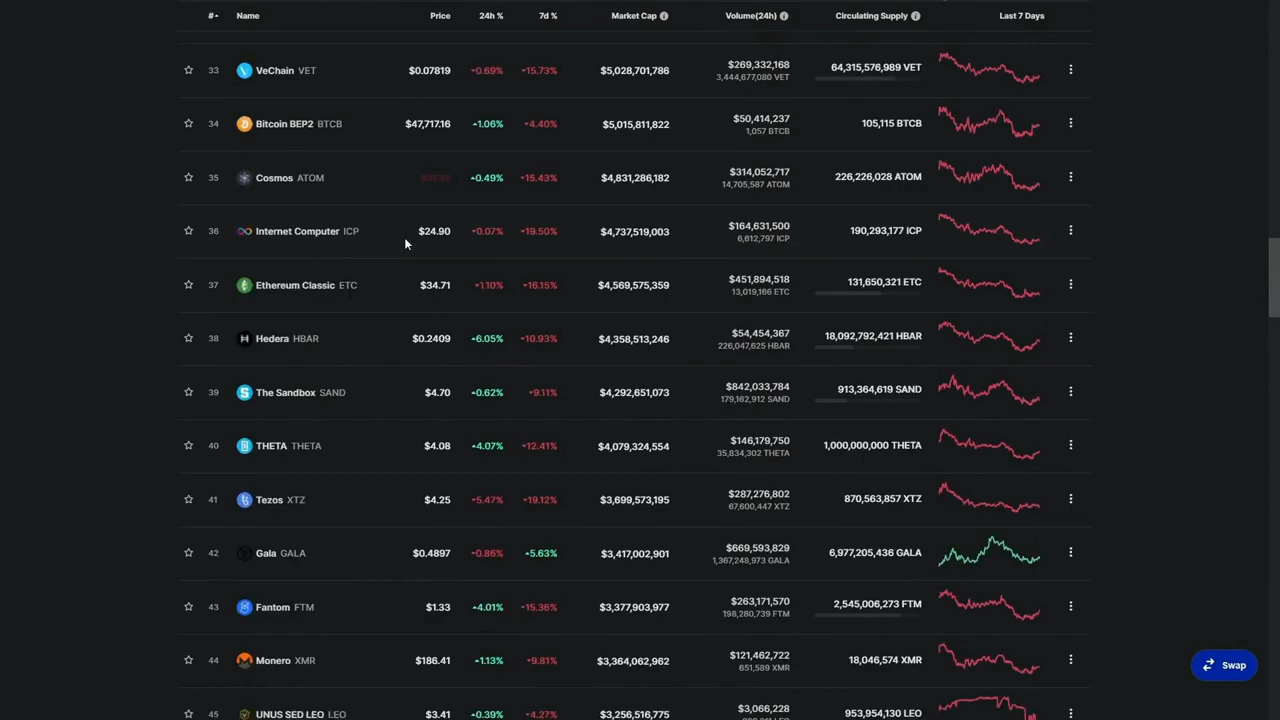 # Name Price 24h % 7d % Market Cap Volume(24h) Circulating Supply Last 7 Days
33 VeChain VET $0.07819 0.69% 15.73% $5,028,701,786 $269,332,168 64,315,576,989 VET
3,444,677,080 VET
34 Bitcoin BEP2 BTCB $47,717.16 1.06% 4.40% $5,015,811,822 $50,414,237 105,115 BTCB
1,057 BTCB
35 Cosmos ATOM 0.49% 15.43% $4,831,286,182 $314,052,717 226,226,028 ATOM
14,705,587 ATOM
36 Internet Computer ICP $24.90 0.07% 19.50% $4,737,519,003 $164,631,500 190,293,177 ICP
6,612,797 ICP
37 Ethereum Classic ETC $34.71 1.10% 16.15% $4,569,575,359 $451,894,518 131,650,321 ETC
13,019,166 ETC
38 Hedera HBAR $0.2409 6.05% 10.93% $4,358,513,246 $54,454,367 18,092,792,421 HBAR
226,047,625 HBAR
39 The Sandbox SAND $4.70 0.62% 9.11% $4,292,651,073 $842,033,784 913,364,619 SAND
179,162,912 SAND
40 THETA THETA $4.08 4.07% 12.41% $4,079,324,554 $146,179,750 1,000,000,000 THETA
35,834,302 THETA
41 Tezos XTZ $4.25 5.47% 19.12% $3,699,573,195 $287,276,802 870,563,857 XTZ
67,600,447 XTZ
42 Gala GALA $0.4897 0.86% 5.63% $3,417,002,901 $669,593,829 6,977,205,436 GALA
1,367,248,973 GALA
43 Fantom FTM $1.33 4.01% 15.36% $3,377,903,977 $263,171,570 2,545,006,273 FTM
198,280,739 FTM
44 Monero XMR $186.41 1.13% 9.81% $3,364,062,962 $121,462,722 18,046,574 XMR
651,589 XMR
Swap
45 UNUS SED LEO LEO $3.41 0.39% 4.27% $3,256,516,775 $3,066,228 953,954,130 LEO